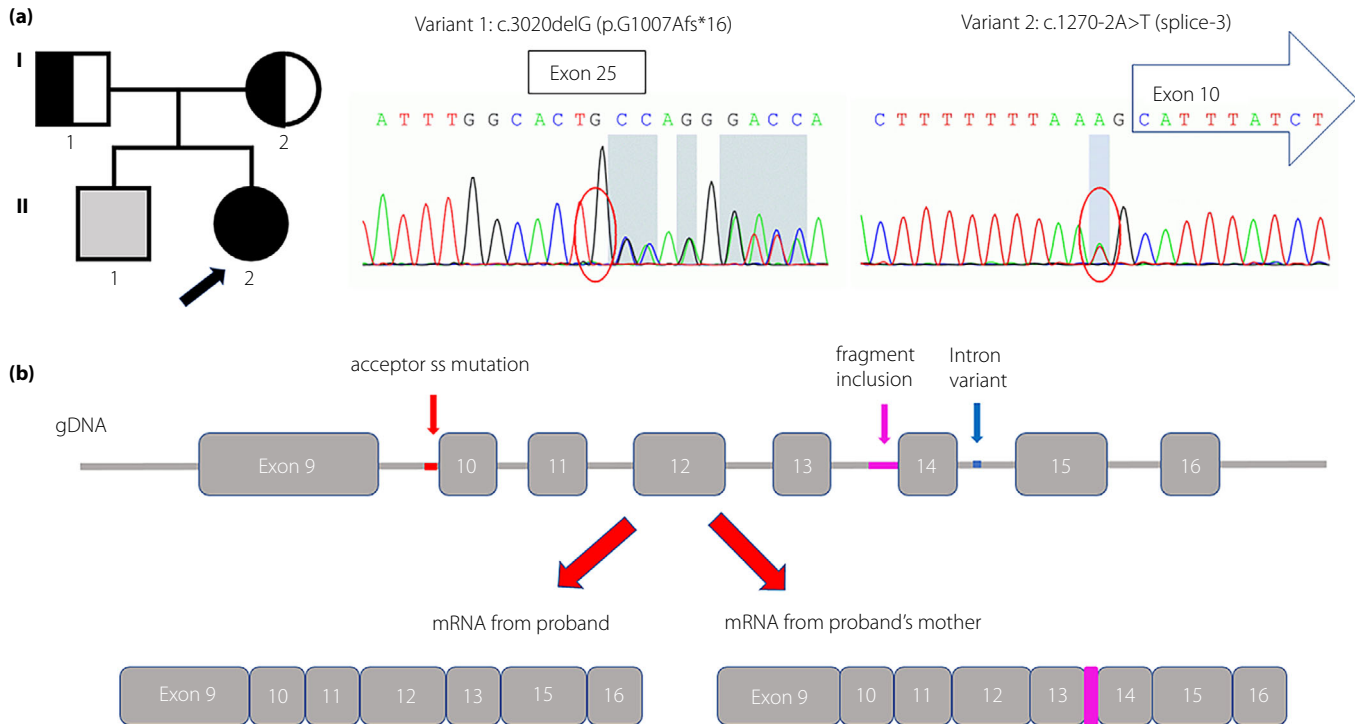 (a)
I
1
2
II
1
2
Variant 1: c.3020delG (p.G1007Afs*16)
Exon 25
A T T T G G C A C T G C C A G G G A C C A
Variant 2: c.1270-2A>T (splice-3)
Exon 10
C T T T T T T T A A A G C A T T T A T C T
(b)
acceptor ss mutation
fragment
inclusion
Intron
variant
gDNA
Exon 9 10 11 12 13 14 15 16
mRNA from proband
mRNA from proband's mother
Exon 9 10 11 12 13 15 16
Exon 9 10 11 12 13 14 15 16